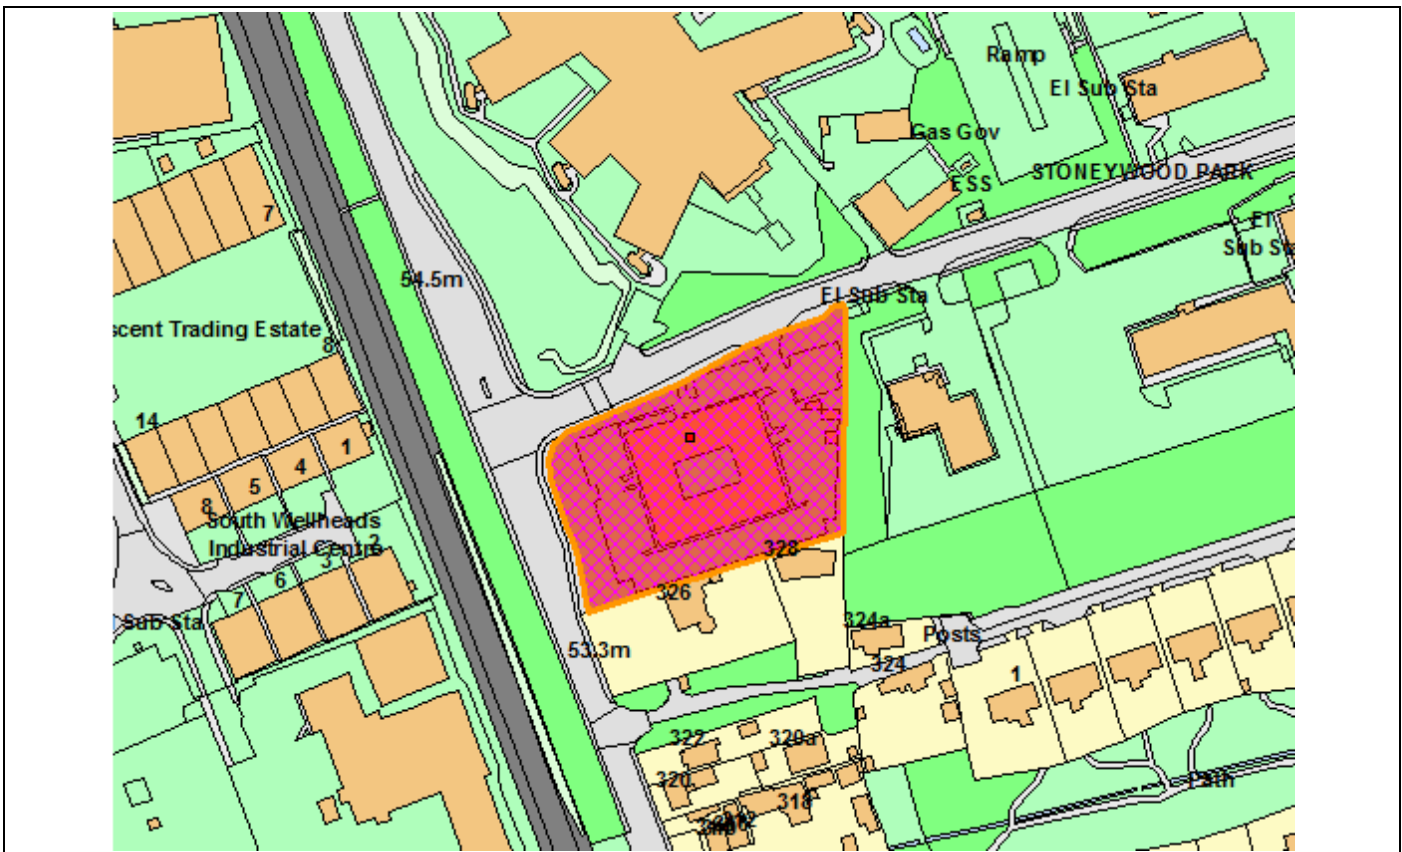 Ramp
El Sub Sta
Gas Gov
STONEYWOOD PARK
ESS
7
El
Sub Sta
54.5m
El Sub Sta
scent Trading Estate
8
14
1
4
5
8
South Wellheads
Industrial Centre
2
3
6
7
328
326
Sub Sta
324a
Posts
53.3m
324
1
322
320a
320
318
Path